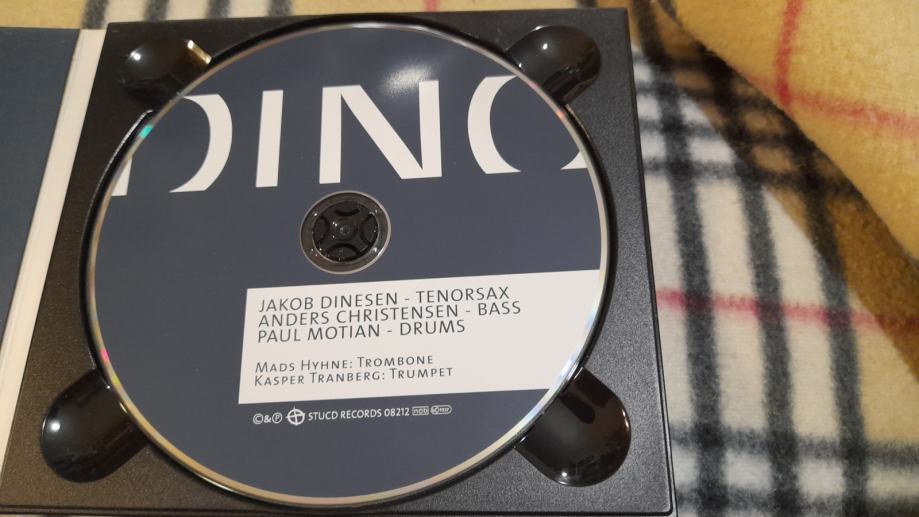 DINO
JAKOB DINESEN - TENORSAX
ANDERS CHRISTENSEN - BASS
PAUL MOTIAN - DRUMS
MADS HYHNE: TROMBONE
KASPER TRANBERG: TRUMPET
©&℗ STUCD RECORDS 08212 ncb